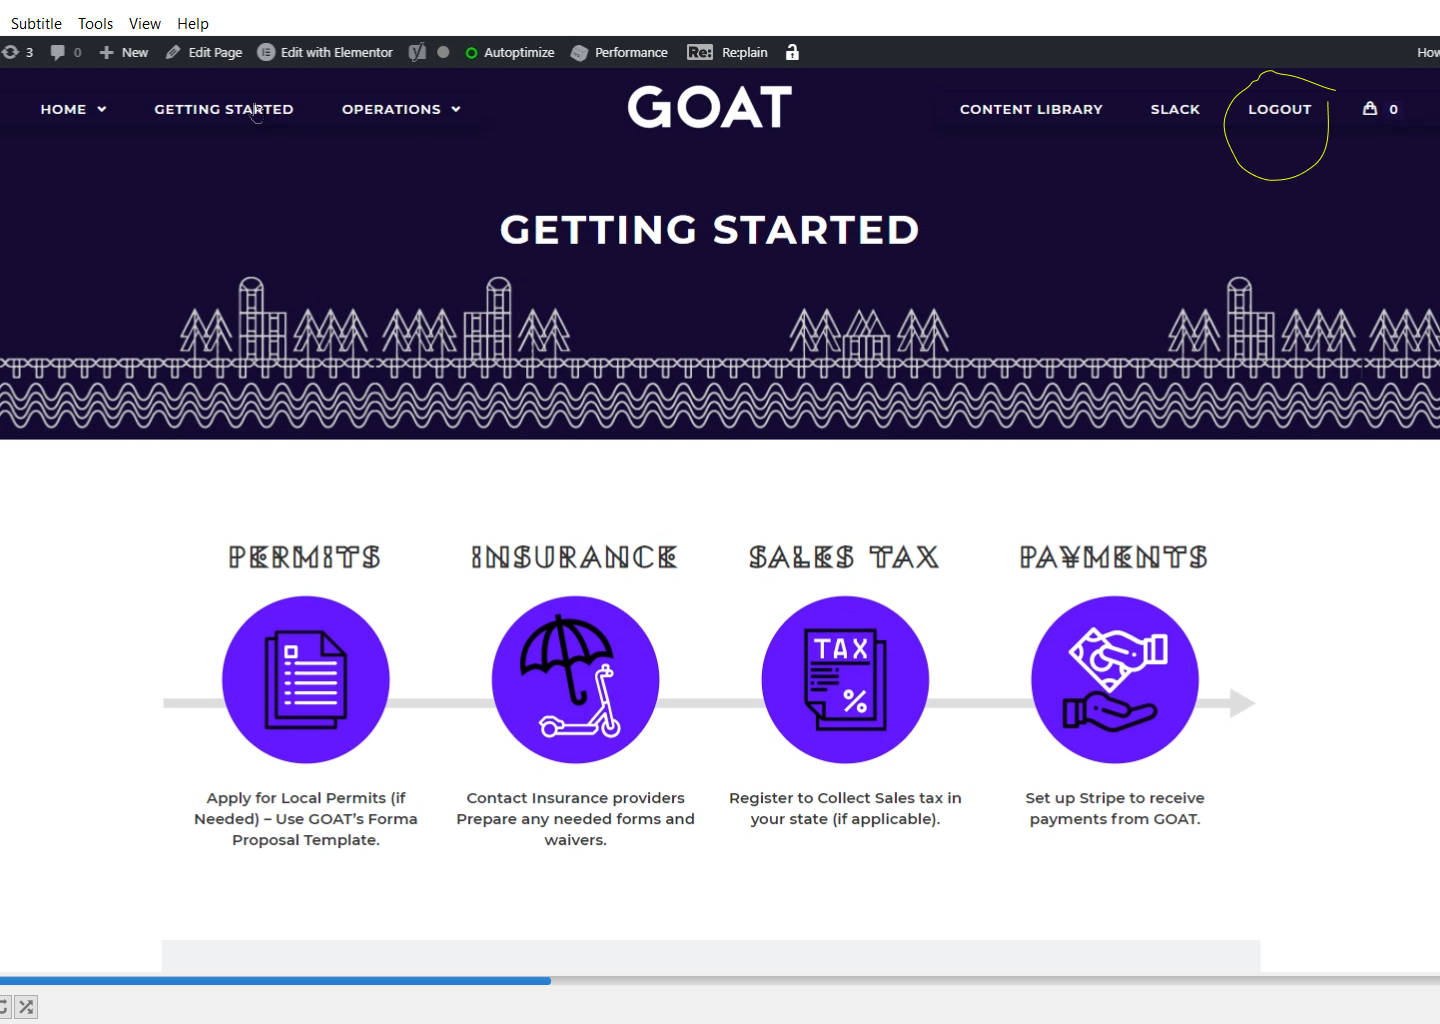 Subtitle Tools View Help
3 0 New Edit Page Edit with Elementor Autoptimize Performance Re: Re:plain How
HOME GETTING STARTED OPERATIONS GOAT CONTENT LIBRARY SLACK LOGOUT 0
GETTING STARTED
PERMITS INSURANCE SALES TAX PAYMENTS
TAX
%
Apply for Local Permits (if
Needed) – Use GOAT's Forma
Proposal Template.
Contact Insurance providers
Prepare any needed forms and
waivers.
Register to Collect Sales tax in
your state (if applicable).
Set up Stripe to receive
payments from GOAT.